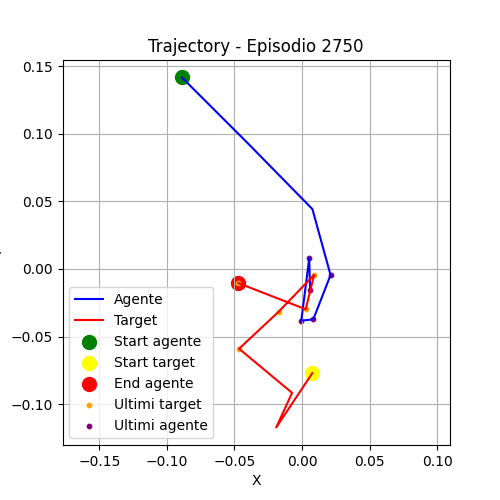 Trajectory - Episodio 2750
0.15
0.10
0.05
0.00
−0.05
−0.10
Agente
Target
Start agente
Start target
End agente
Ultimi target
Ultimi agente
−0.15
−0.10
−0.05
0.00
0.05
0.10
X